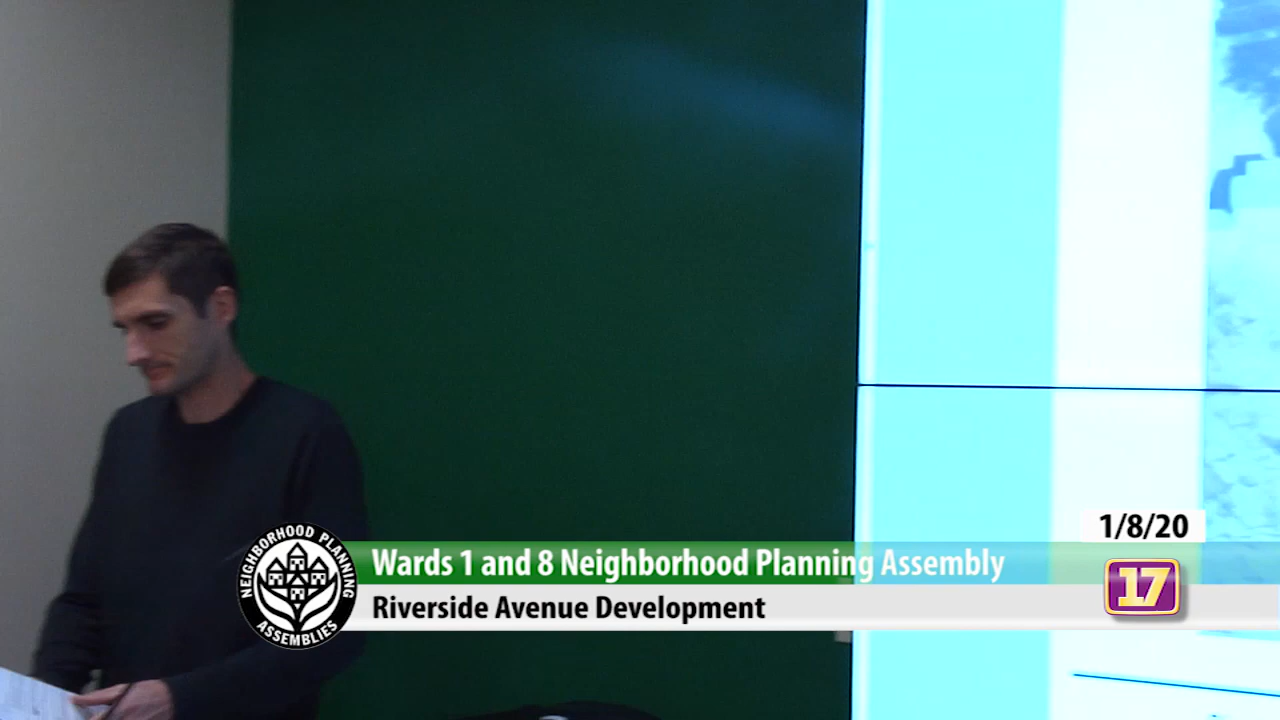 1/8/20
Wards 1 and 8 Neighborhood Planning Assembly
17
Riverside Avenue Development
NEIGHBORHOOD PLANNING
ASSEMBLIES